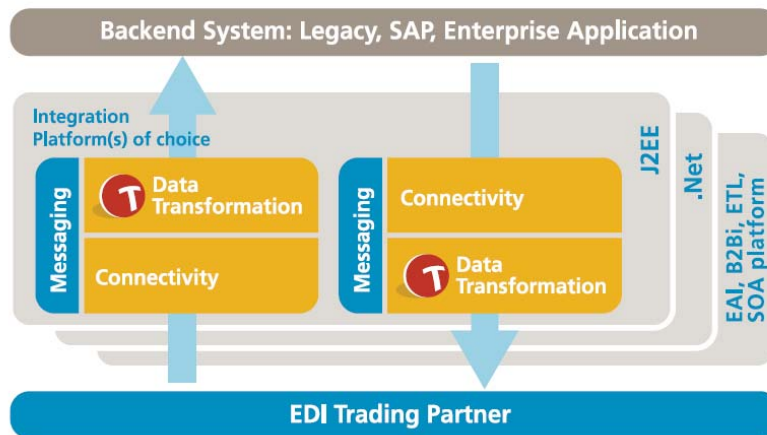 Backend System: Legacy, SAP, Enterprise Application
Integration
Platform(s) of choice
Messaging
T
Data
Transformation
Connectivity
Messaging
Connectivity
T
Data
Transformation
J2EE
.Net
EAI, B2Bi, ETL,
SOA platform
EDI Trading Partner